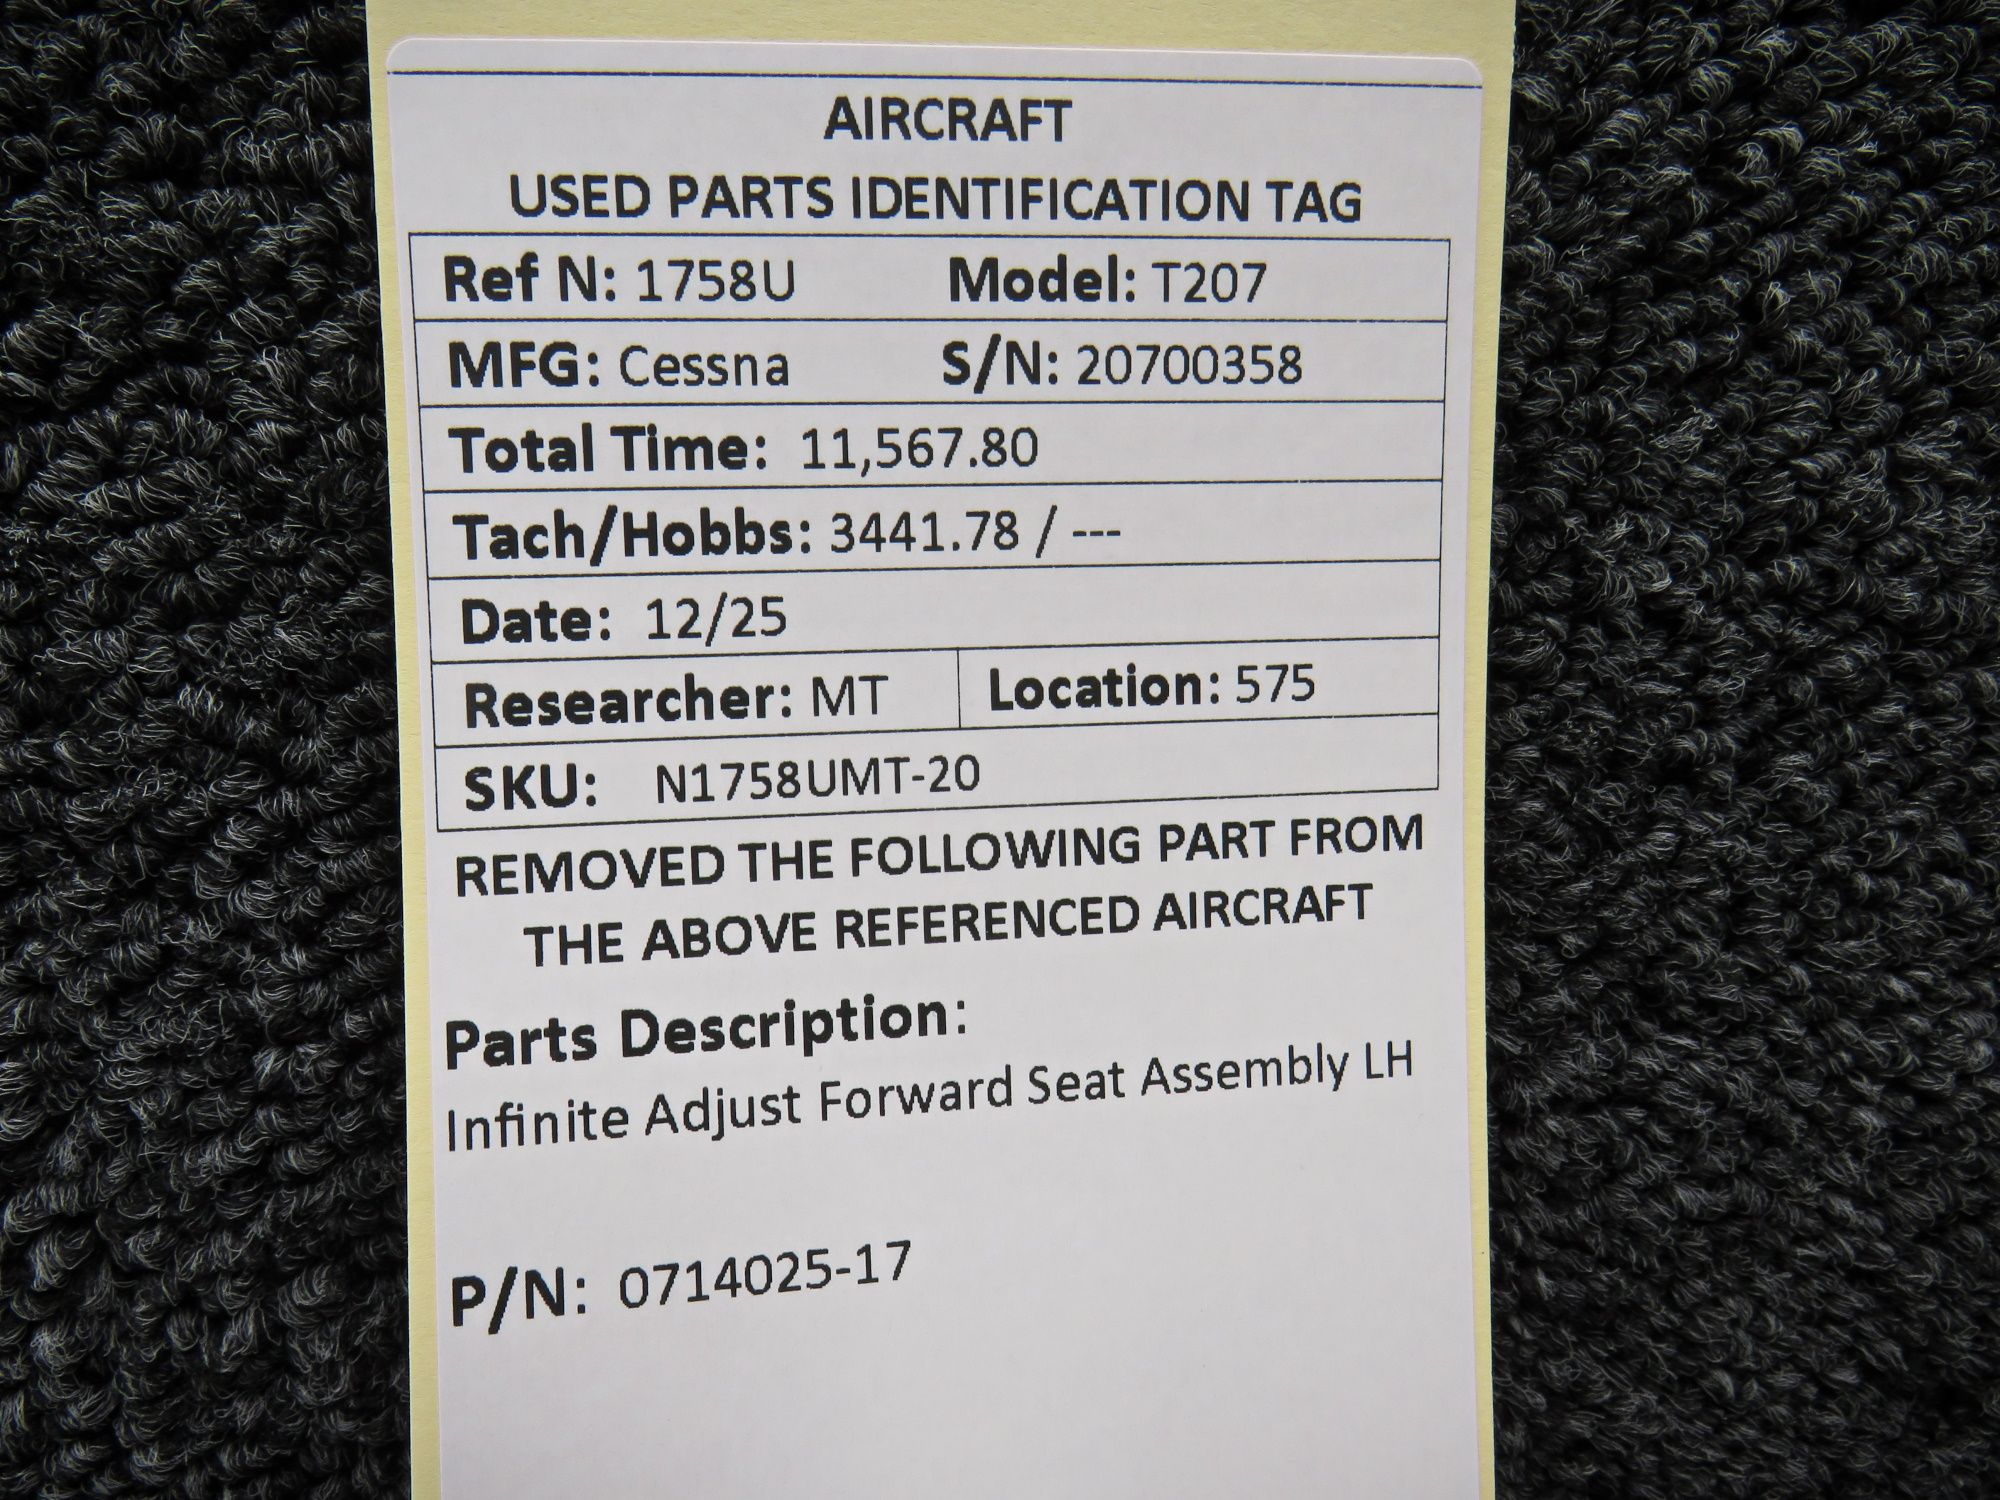 AIRCRAFT
USED PARTS IDENTIFICATION TAG
Ref N: 1758U Model: T207
MFG: Cessna S/N: 20700358
Total Time: 11,567.80
Tach/Hobbs: 3441.78 / ---
Date: 12/25
Researcher: MT Location: 575
SKU: N1758UMT-20
REMOVED THE FOLLOWING PART FROM
THE ABOVE REFERENCED AIRCRAFT
Parts Description:
Infinite Adjust Forward Seat Assembly LH
P/N: 0714025-17